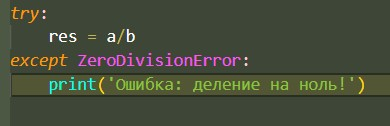 try:
    res = a/b
except ZeroDivisionError:
    print('Ошибка: деление на ноль!')